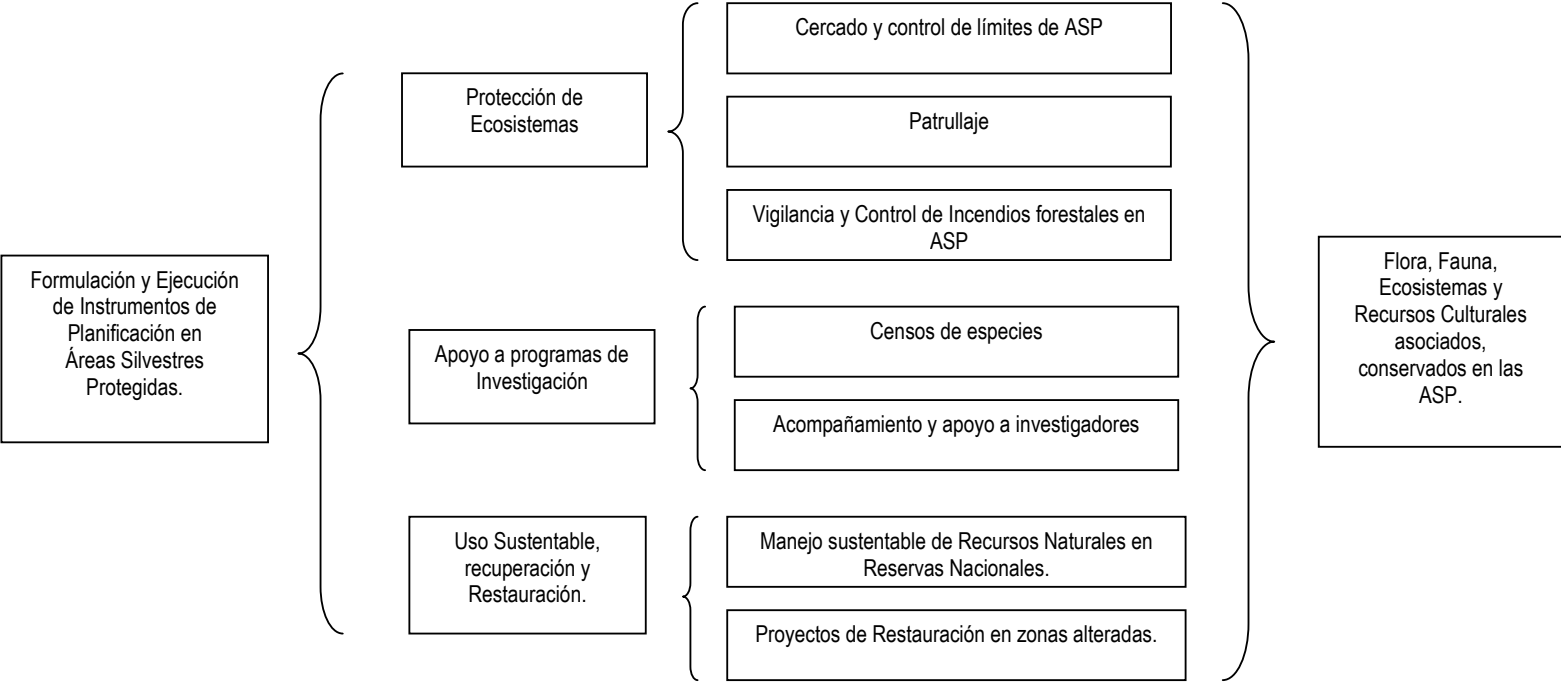 Formulación y Ejecución
de Instrumentos de
Planificación en
Áreas Silvestres
Protegidas.
Protección de
Ecosistemas
Cercado y control de límites de ASP
Patrullaje
Vigilancia y Control de Incendios forestales en
ASP
Apoyo a programas de
Investigación
Censos de especies
Acompañamiento y apoyo a investigadores
Uso Sustentable,
recuperación y
Restauración.
Manejo sustentable de Recursos Naturales en
Reservas Nacionales.
Proyectos de Restauración en zonas alteradas.
Flora, Fauna,
Ecosistemas y
Recursos Culturales
asociados,
conservados en las
ASP.